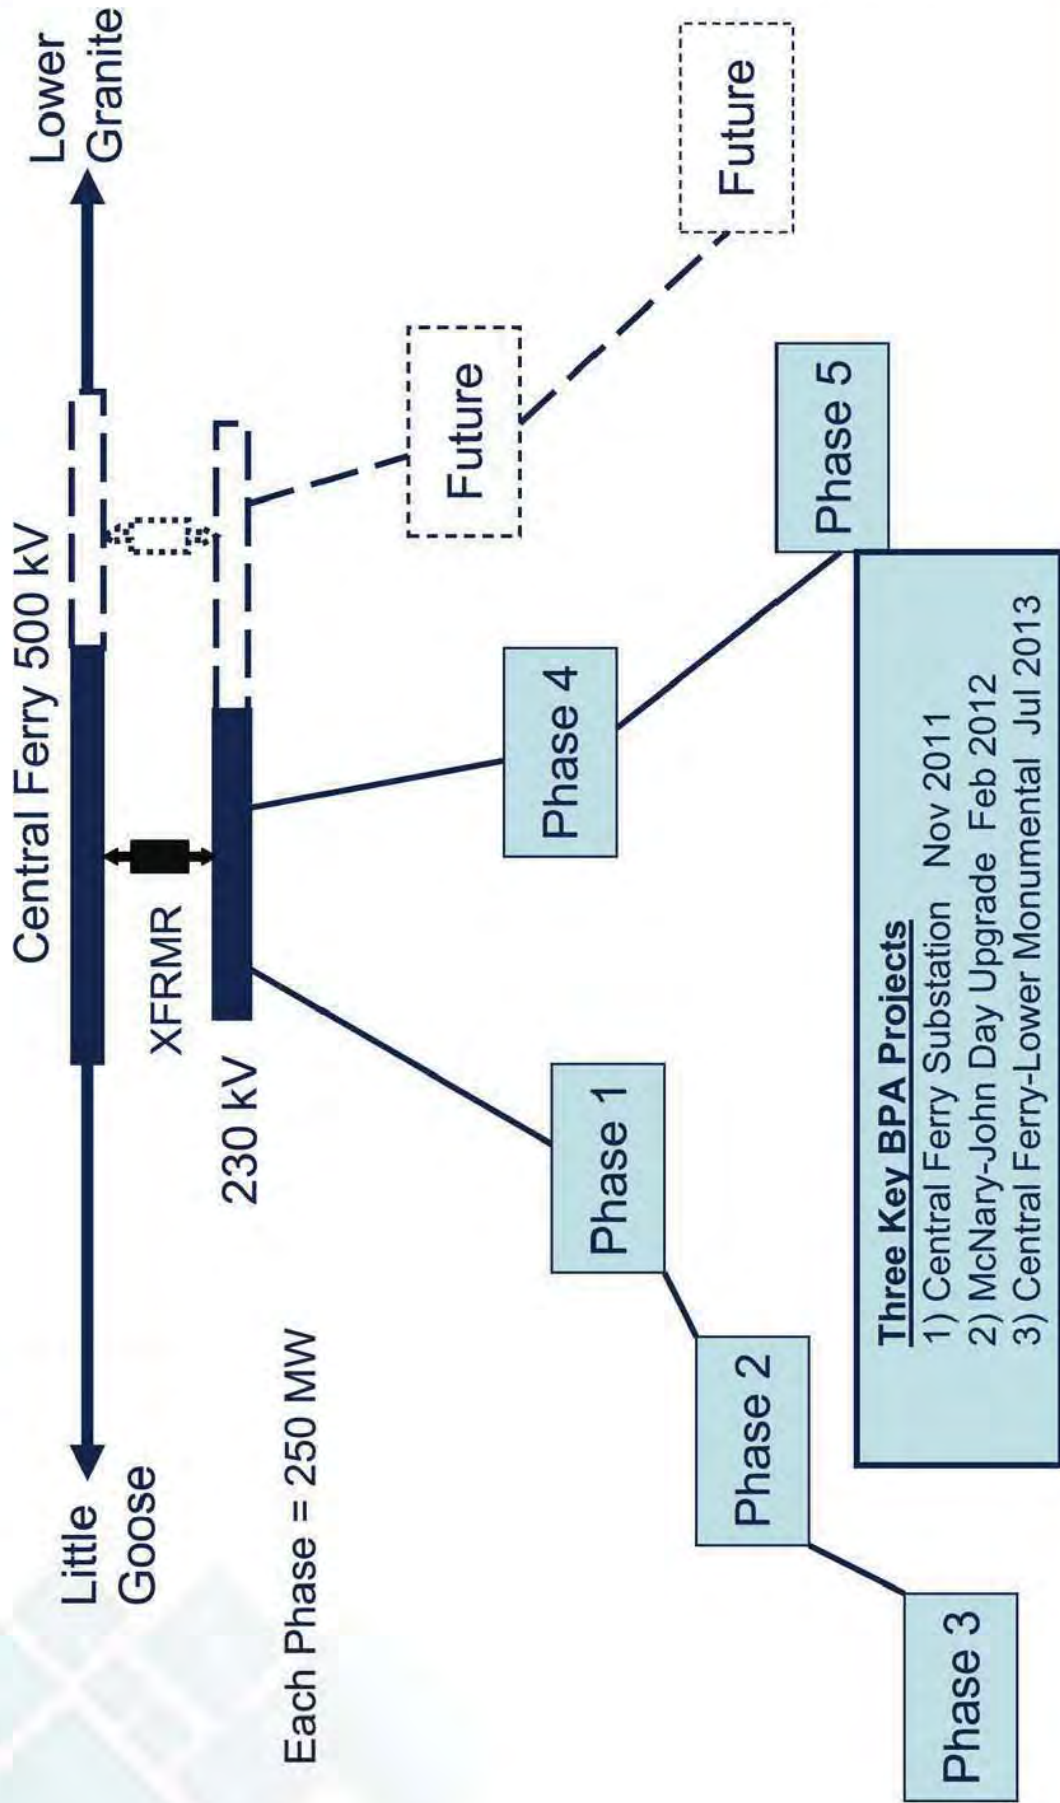 Central Ferry 500 kV
Little
Goose
Lower
Granite
XFRMR
230 kV
Each Phase = 250 MW
Phase 1
Phase 2
Phase 3
Phase 4
Phase 5
Future
Future
Three Key BPA Projects
1) Central Ferry Substation Nov 2011
2) McNary-John Day Upgrade Feb 2012
3) Central Ferry-Lower Monumental Jul 2013